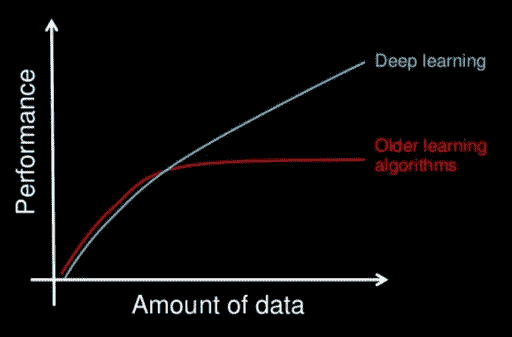 Deep learning
Older learning
algorithms
Performance
Amount of data